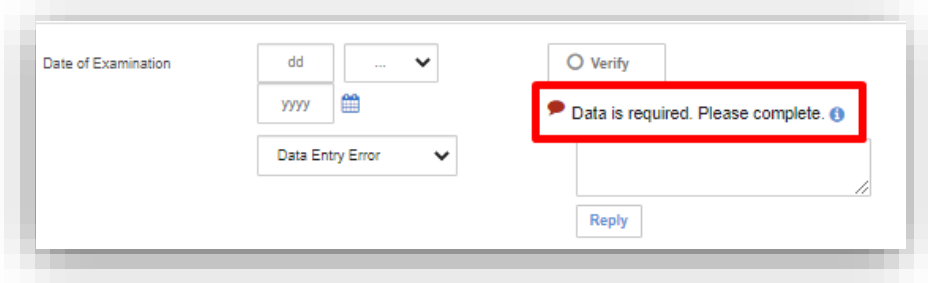 Date of Examination
dd
...
Verify
yyyy
Data is required. Please complete.
Data Entry Error
Reply